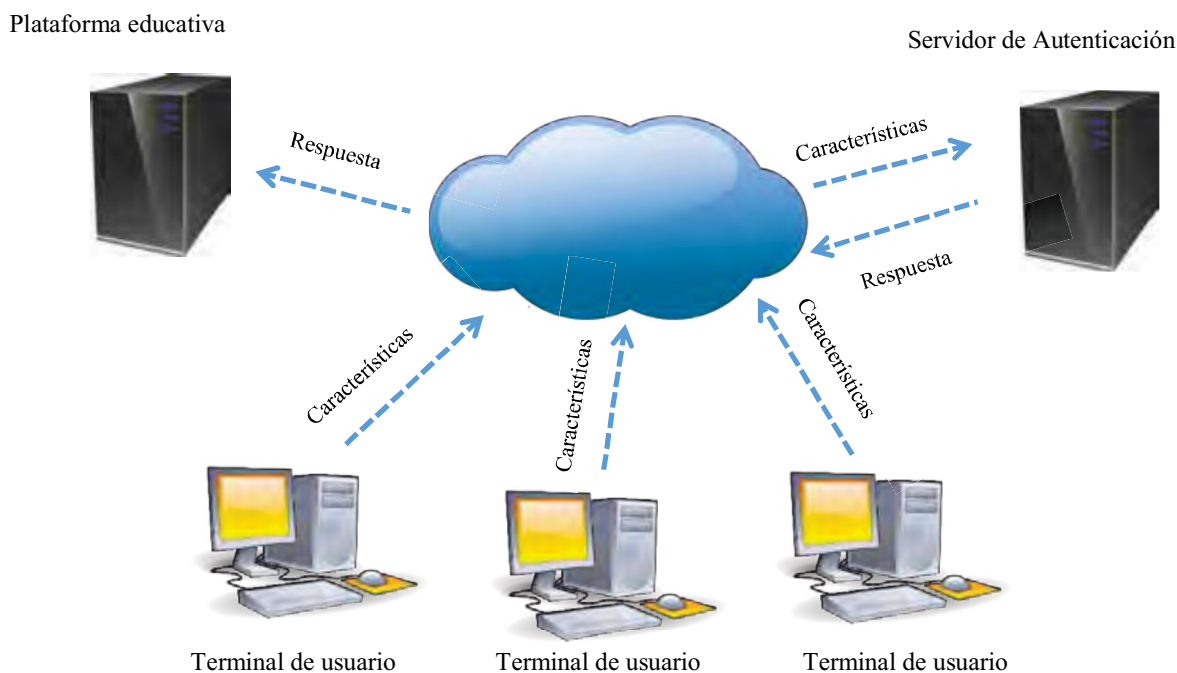 Plataforma educativa
Servidor de Autenticación
Respuesta
Características
Respuesta
Características
Características
Características
Terminal de usuario
Terminal de usuario
Terminal de usuario